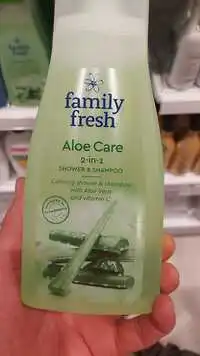 family
fresh
Aloe Care
2-in-1
SHOWER & SHAMPOO
Calming shower & shampoo
with Aloe Vera
and vitamin C